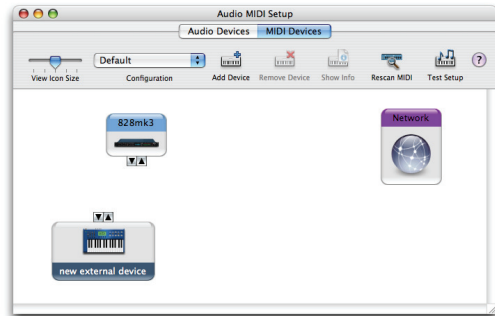 Audio MIDI Setup
Audio Devices MIDI Devices
Default
View Icon Size Configuration Add Device Remove Device Show Info Rescan MIDI Test Setup ?
828mk3
Network
new external device